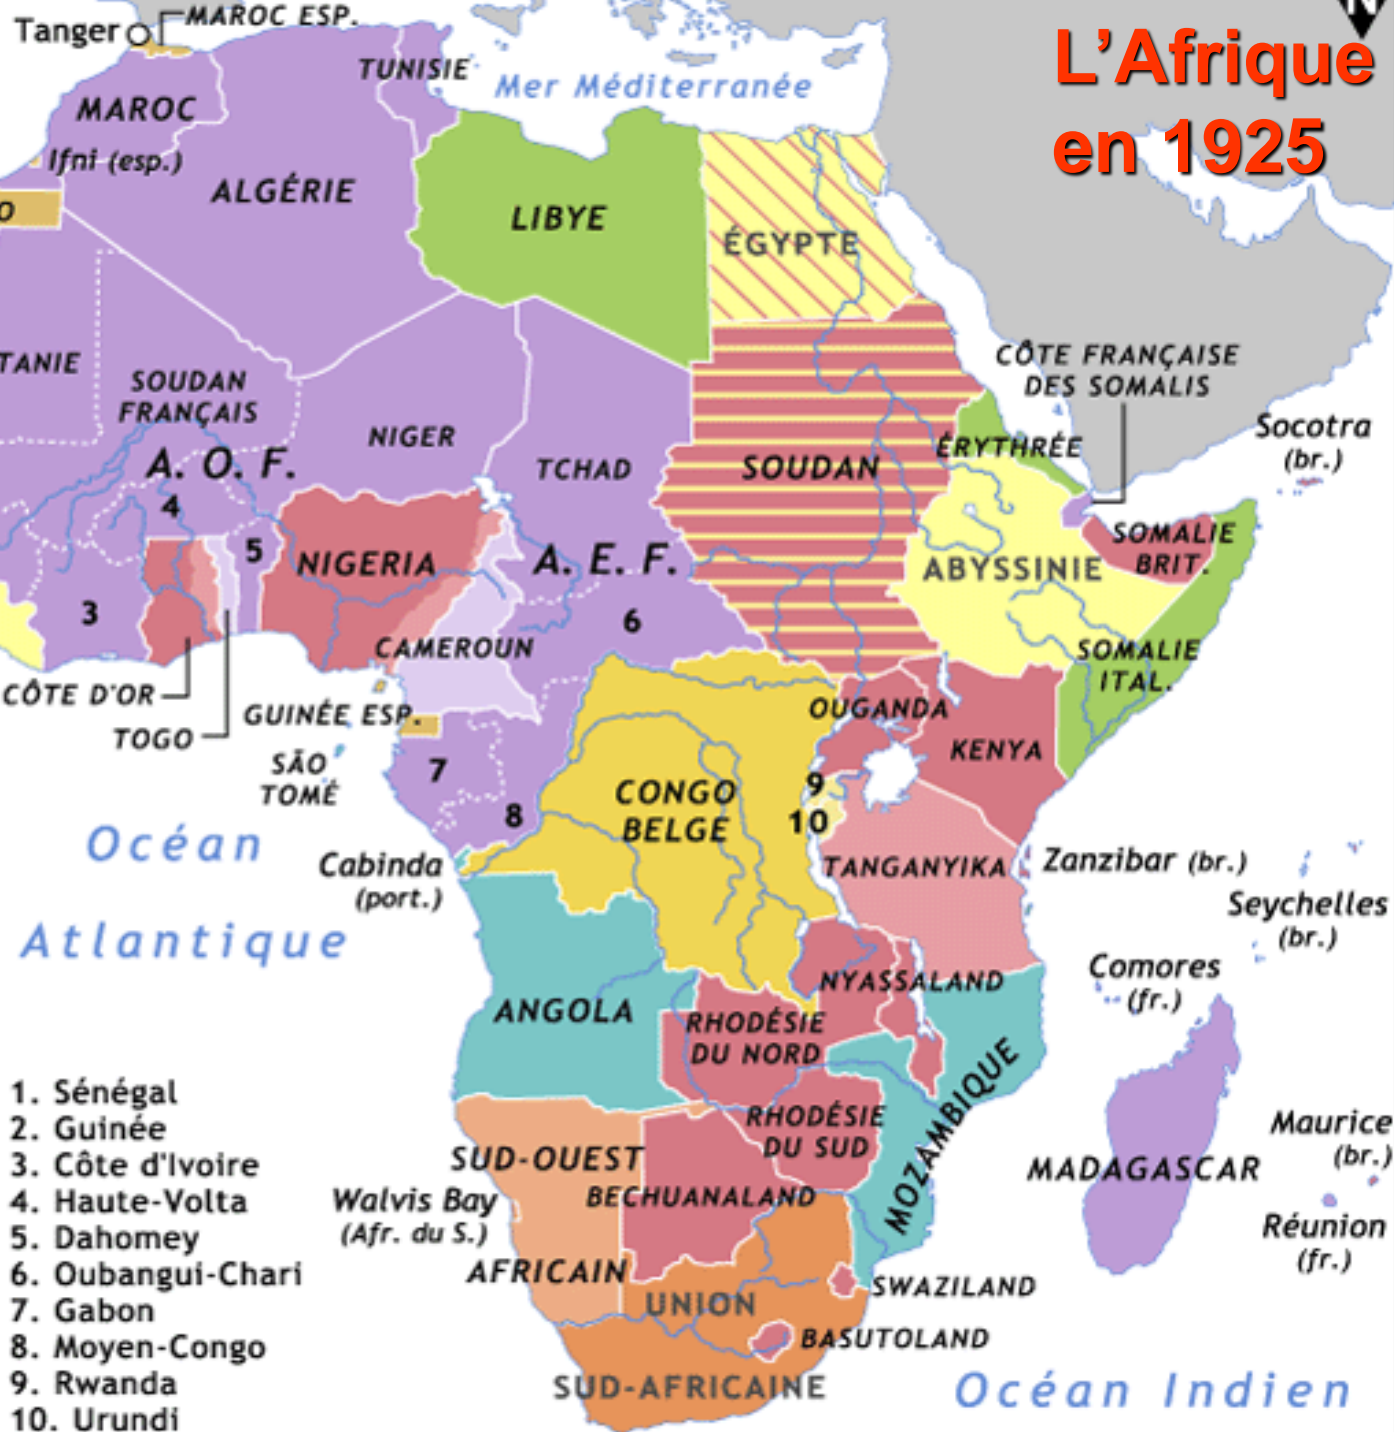 L'Afrique
en 1925
N
Tanger
MAROC ESP.
TUNISIE
Mer Méditerranée
MAROC
Ifni (esp.)
ALGÉRIE
LIBYE
ÉGYPTE
O
TANIE
SOUDAN
FRANÇAIS
A. O. F.
4
NIGER
TCHAD
SOUDAN
ÉRYTHRÉE
CÔTE FRANÇAISE
DES SOMALIS
Socotra
(br.)
SOMALIE
BRIT.
ABYSSINIE
SOMALIE
ITAL.
3
5
NIGERIA
A. E. F.
6
CAMEROUN
CÔTE D'OR
TOGO
GUINÉE ESP.
SÃO
TOMÉ
7
8
OUGANDA
KENYA
CONGO
BELGE
9
10
TANGANYIKA
Zanzibar (br.)
Seychelles
(br.)
Océan
Atlantique
Cabinda
(port.)
Comores
(fr.)
ANGOLA
NYASSALAND
RHODÉSIE
DU NORD
RHODÉSIE
DU SUD
MOZAMBIQUE
MADAGASCAR
Maurice
(br.)
Réunion
(fr.)
SUD-OUEST
AFRICAIN
Walvis Bay
(Afr. du S.)
BECHUANALAND
UNION
SUD-AFRICAINE
SWAZILAND
BASUTOLAND
Océan Indien
1. Sénégal
2. Guinée
3. Côte d'Ivoire
4. Haute-Volta
5. Dahomey
6. Oubangui-Chari
7. Gabon
8. Moyen-Congo
9. Rwanda
10. Urundi